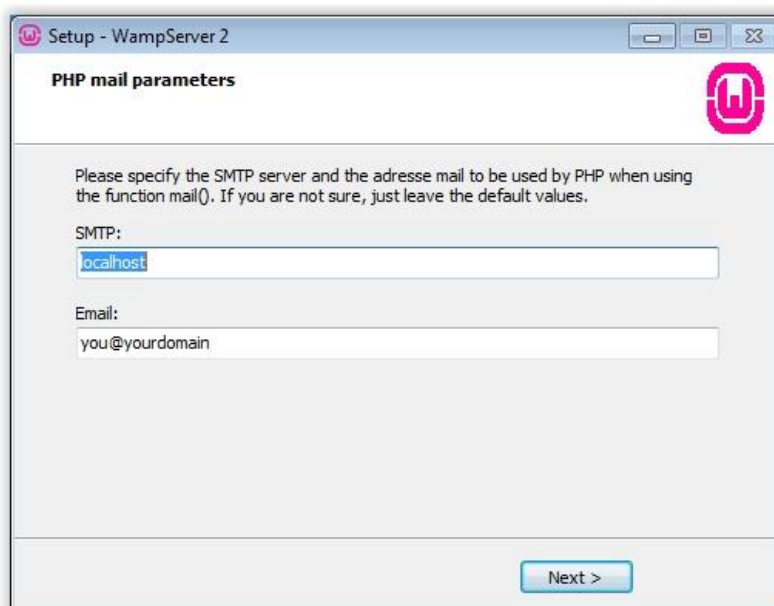 Setup - WampServer 2
PHP mail parameters
Please specify the SMTP server and the adresse mail to be used by PHP when using
the function mail(). If you are not sure, just leave the default values.
SMTP:
localhost
Email:
you@yourdomain
Next >